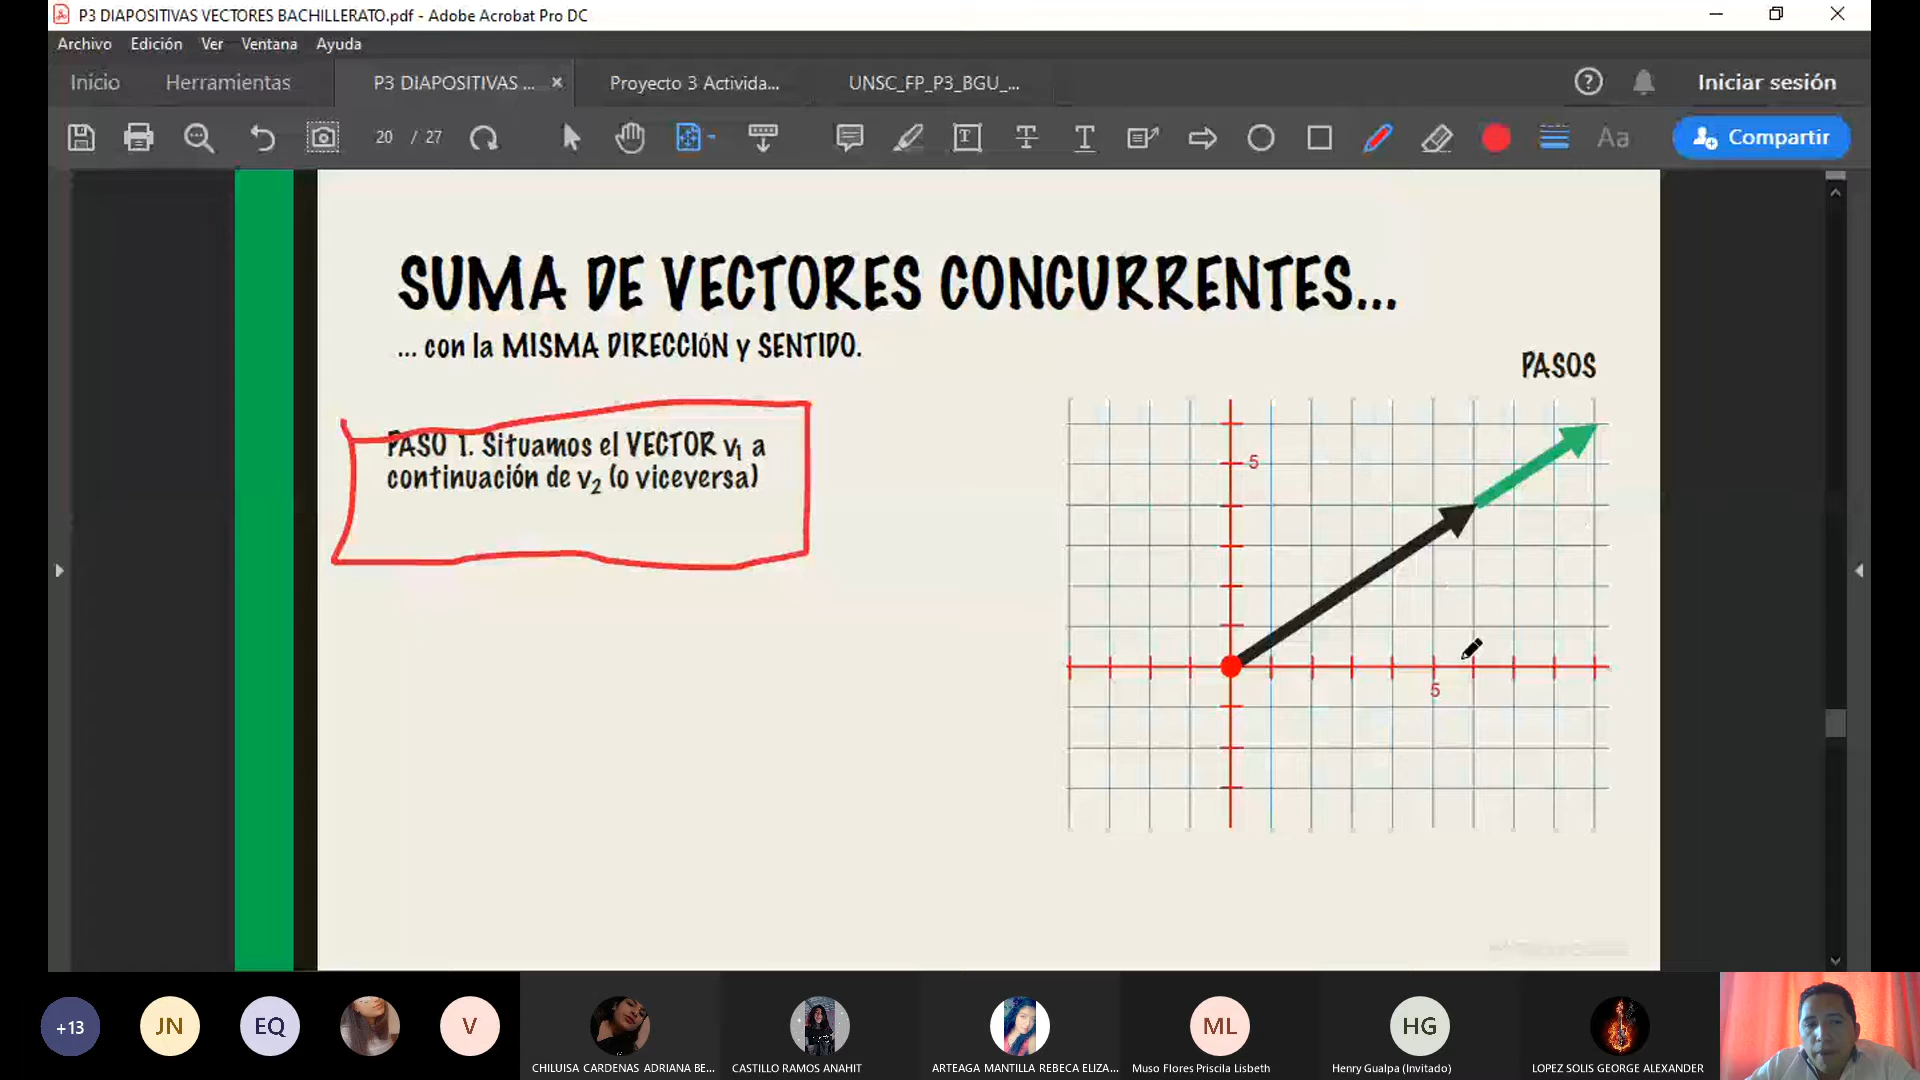 P3 DIAPOSITIVAS VECTORES BACHILLERATO.pdf - Adobe Acrobat Pro DC
Archivo Edición Ver Ventana Ayuda
Inicio Herramientas P3 DIAPOSITIVAS ... × Proyecto 3 Activida... UNSC_FP_P3_BGU_... Iniciar sesión
20 / 27 Aa Compartir
SUMA DE VECTORES CONCURRENTES...
... con la MISMA DIRECCIÓN y SENTIDO.
PASOS
PASO 1. Situamos el VECTOR v₁ a
continuación de v₂ (o viceversa)
5
5
+13 JN EQ V ML HG
CHILUISA CARDENAS ADRIANA BE... CASTILLO RAMOS ANAHIT ARTEAGA MANTILLA REBECA ELIZA... Muso Flores Priscila Lisbeth Henry Gualpa (Invitado) LOPEZ SOLIS GEORGE ALEXANDER